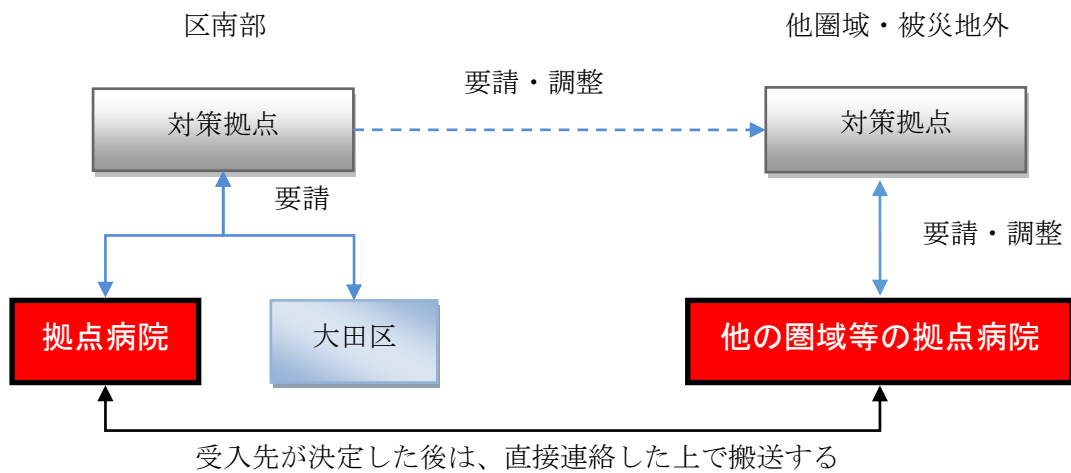 区南部
他圏域・被災地外
要請・調整
対策拠点
対策拠点
要請
要請・調整
拠点病院
大田区
他の圏域等の拠点病院
受入先が決定した後は、直接連絡した上で搬送する